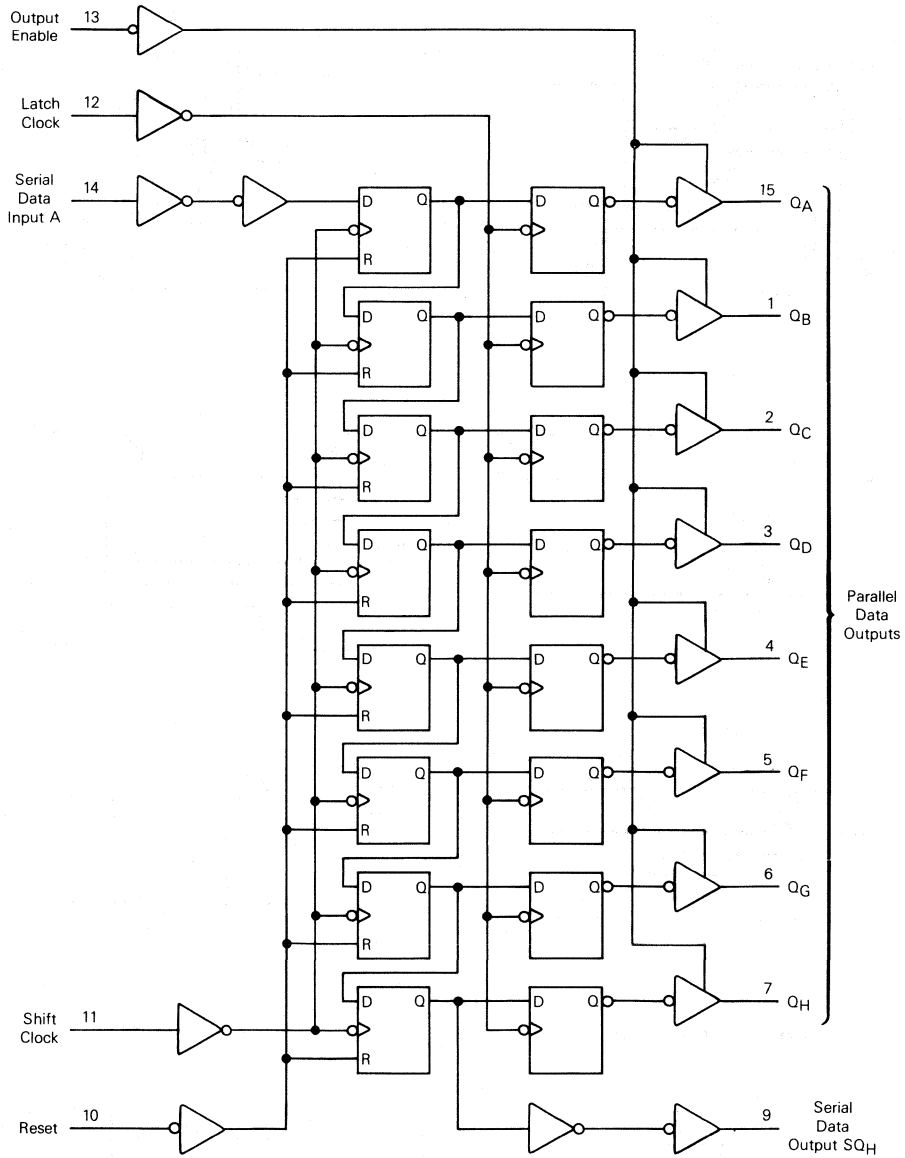 Output
Enable
13
Latch
Clock
12
Serial
Data
Input A
14
D Q
R
D Q
15
QA
D Q
R
D Q
1
QB
D Q
R
D Q
2
QC
D Q
R
D Q
3
QD
Parallel
Data
Outputs
D Q
R
D Q
4
QE
D Q
R
D Q
5
QF
D Q
R
D Q
6
QG
Shift
Clock
11
D Q
R
D Q
7
QH
Reset
10
9
Serial
Data
Output SQH